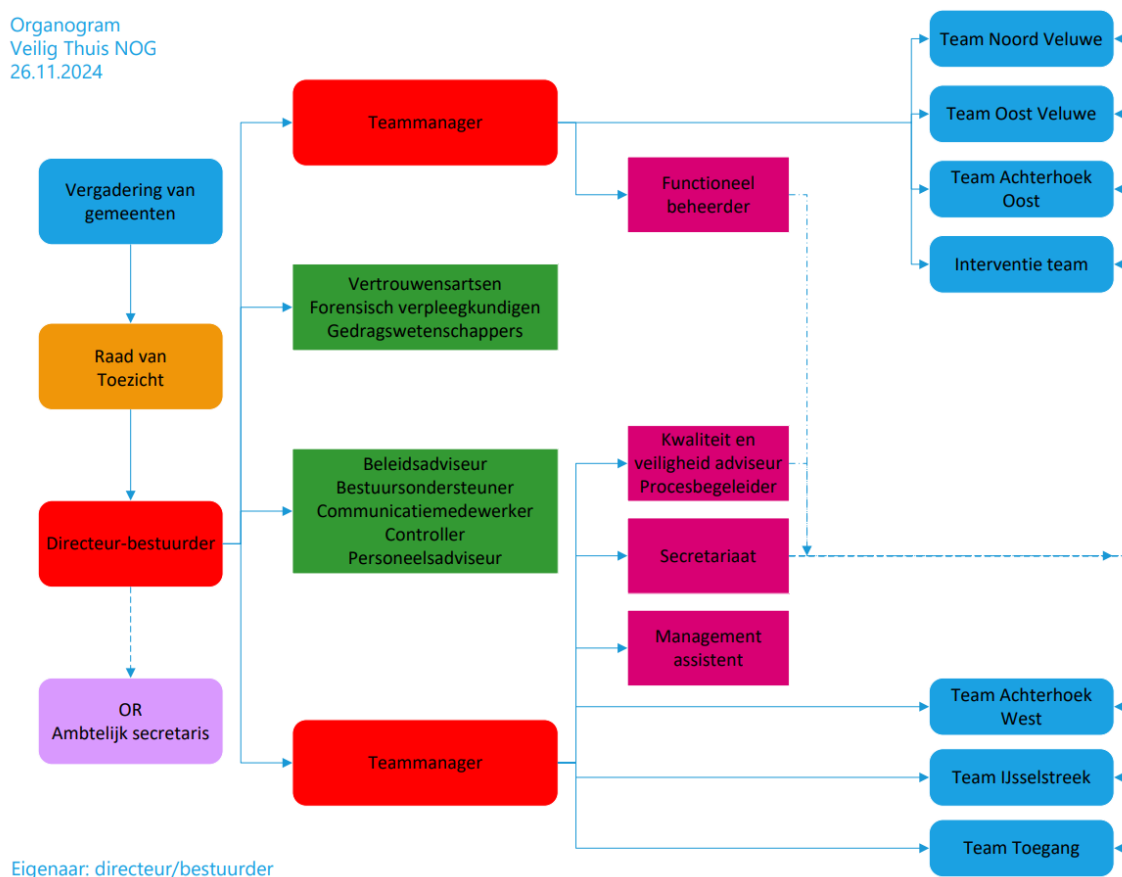 Organogram
Veilig Thuis NOG
26.11.2024
Vergadering van
gemeenten
Raad van
Toezicht
Directeur-bestuurder
OR
Ambtelijk secretaris
Teammanager
Vertrouwensartsen
Forensisch verpleegkundigen
Gedragswetenschappers
Beleidsadviseur
Bestuursondersteuner
Communicatiemedewerker
Controller
Personeelsadviseur
Teammanager
Functioneel
beheerder
Kwaliteit en
veiligheid adviseur
Procesbegeleider
Secretariaat
Management
assistent
Team Noord Veluwe
Team Oost Veluwe
Team Achterhoek
Oost
Interventie team
Team Achterhoek
West
Team IJsselstreek
Team Toegang
Eigenaar: directeur/bestuurder